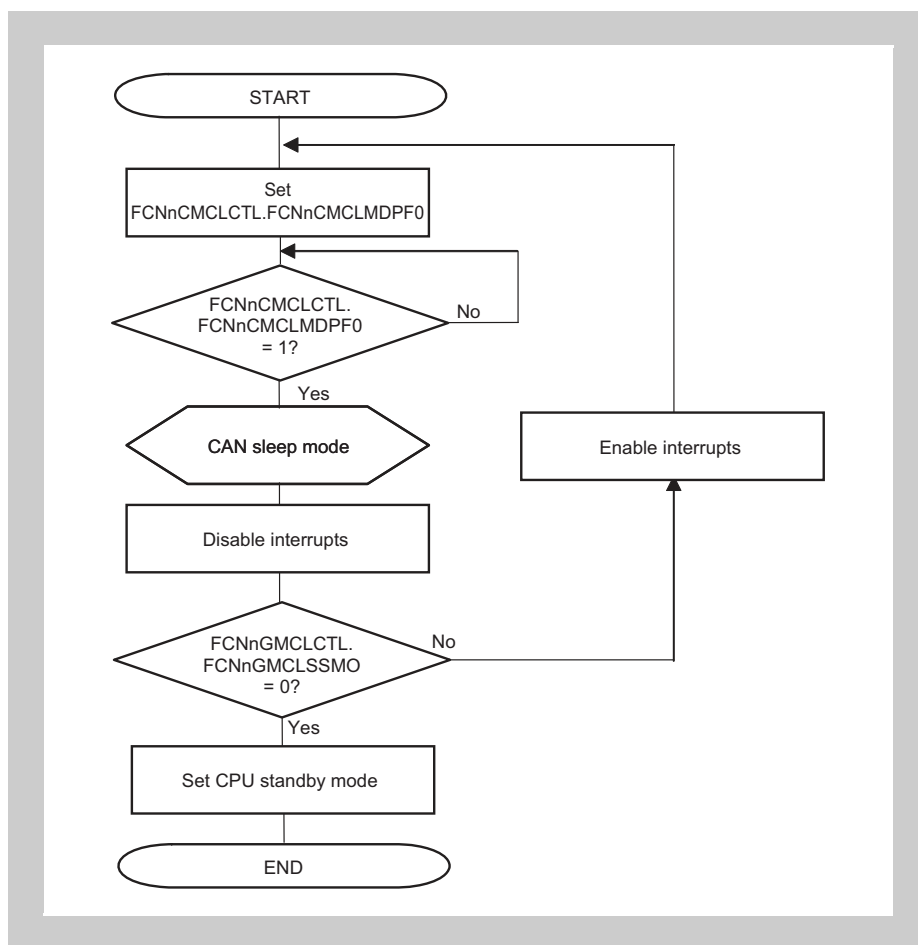 START
Set
FCNnCMCLCTL.FCNnCMCLMDPF0
FCNnCMCLCTL.
FCNnCMCLMDPF0
= 1?
No
Yes
CAN sleep mode
Enable interrupts
Disable interrupts
FCNnGMCLCTL.
FCNnGMCLSSMO
= 0?
No
Yes
Set CPU standby mode
END